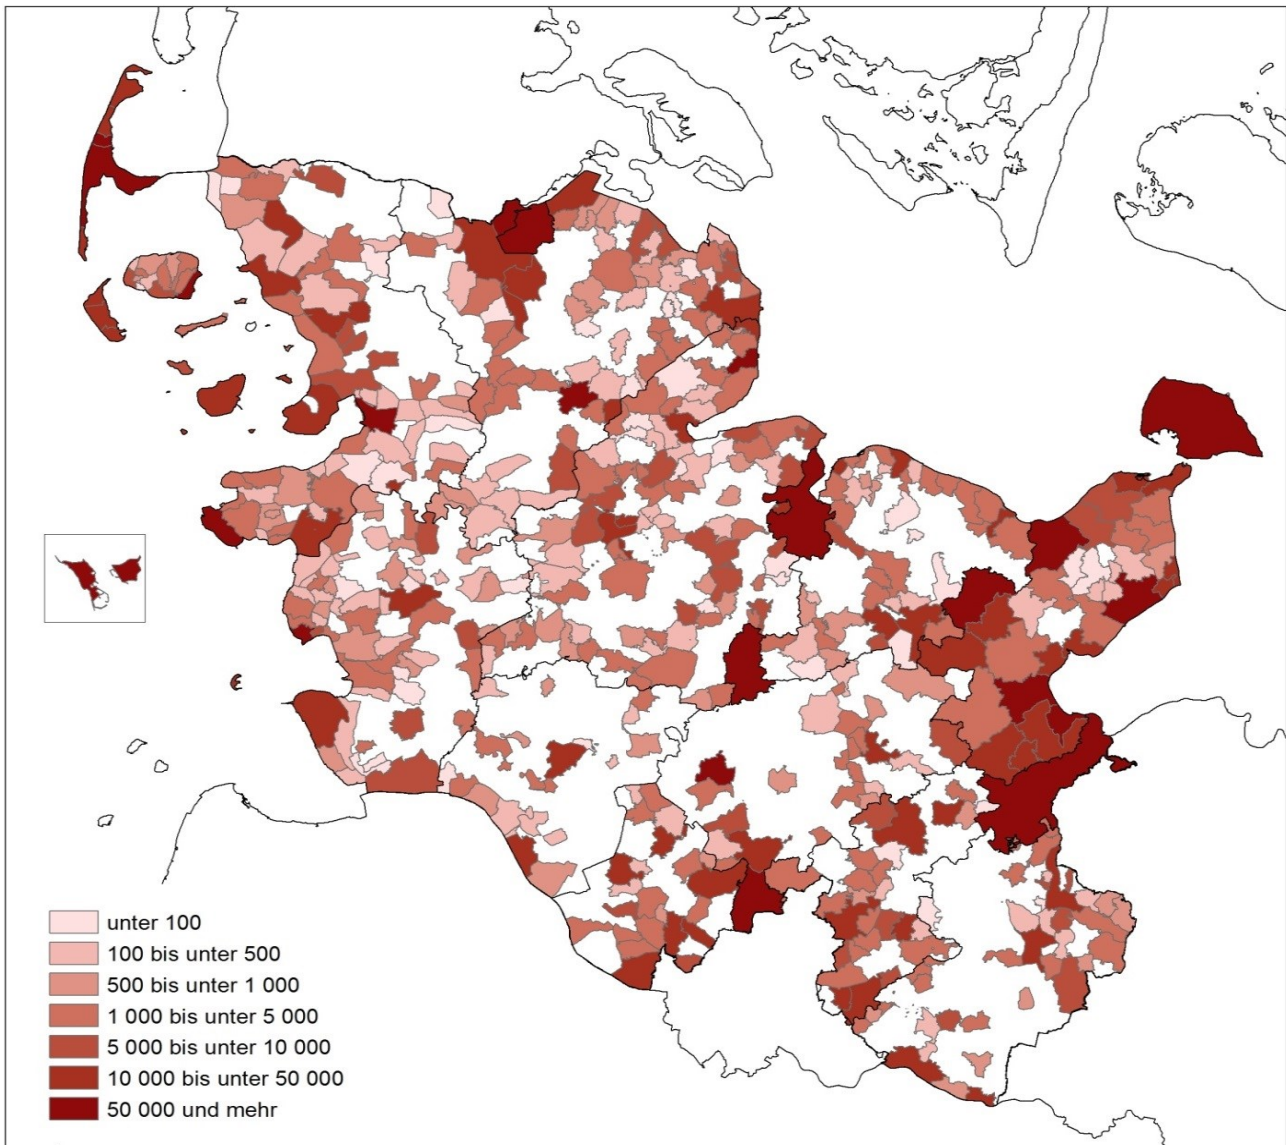 unter 100
100 bis unter 500
500 bis unter 1 000
1 000 bis unter 5 000
5 000 bis unter 10 000
10 000 bis unter 50 000
50 000 und mehr